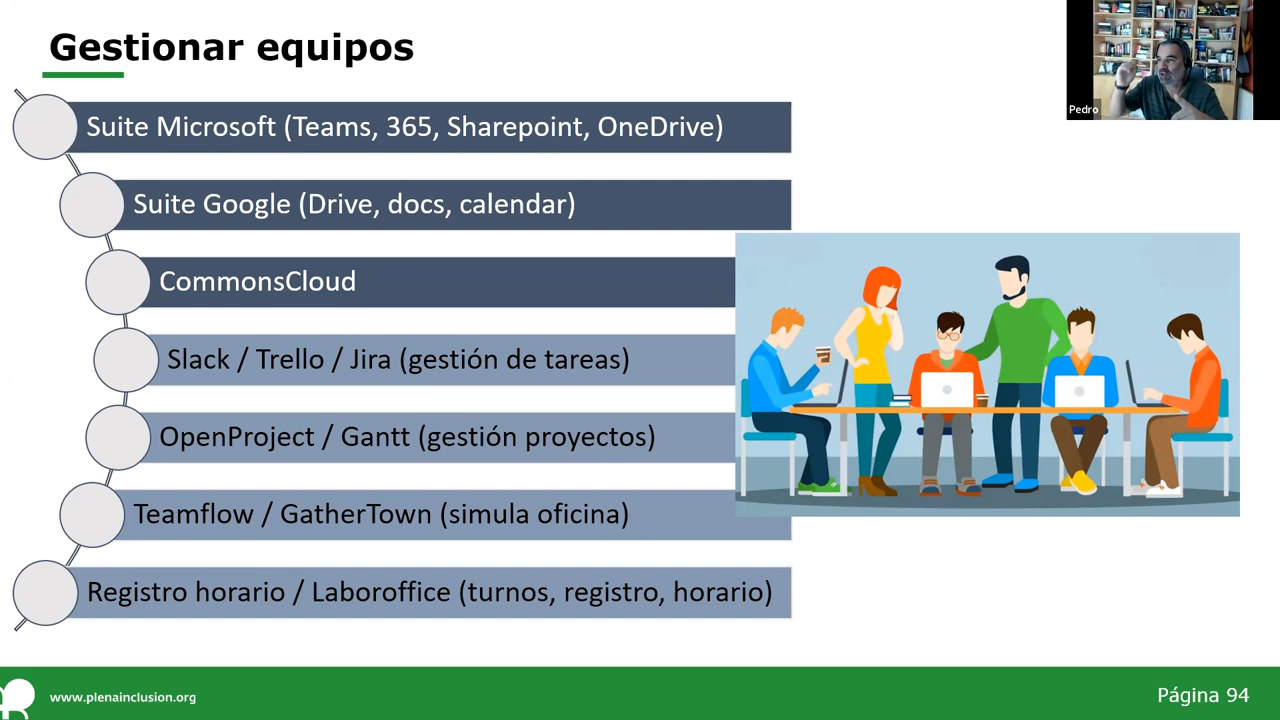 Gestionar equipos
Pedro
Suite Microsoft (Teams, 365, Sharepoint, OneDrive)
Suite Google (Drive, docs, calendar)
CommonsCloud
Slack / Trello / Jira (gestión de tareas)
OpenProject / Gantt (gestión proyectos)
Teamflow / GatherTown (simula oficina)
Registro horario / Laboroffice (turnos, registro, horario)
www.plenainclusion.org
Página 94